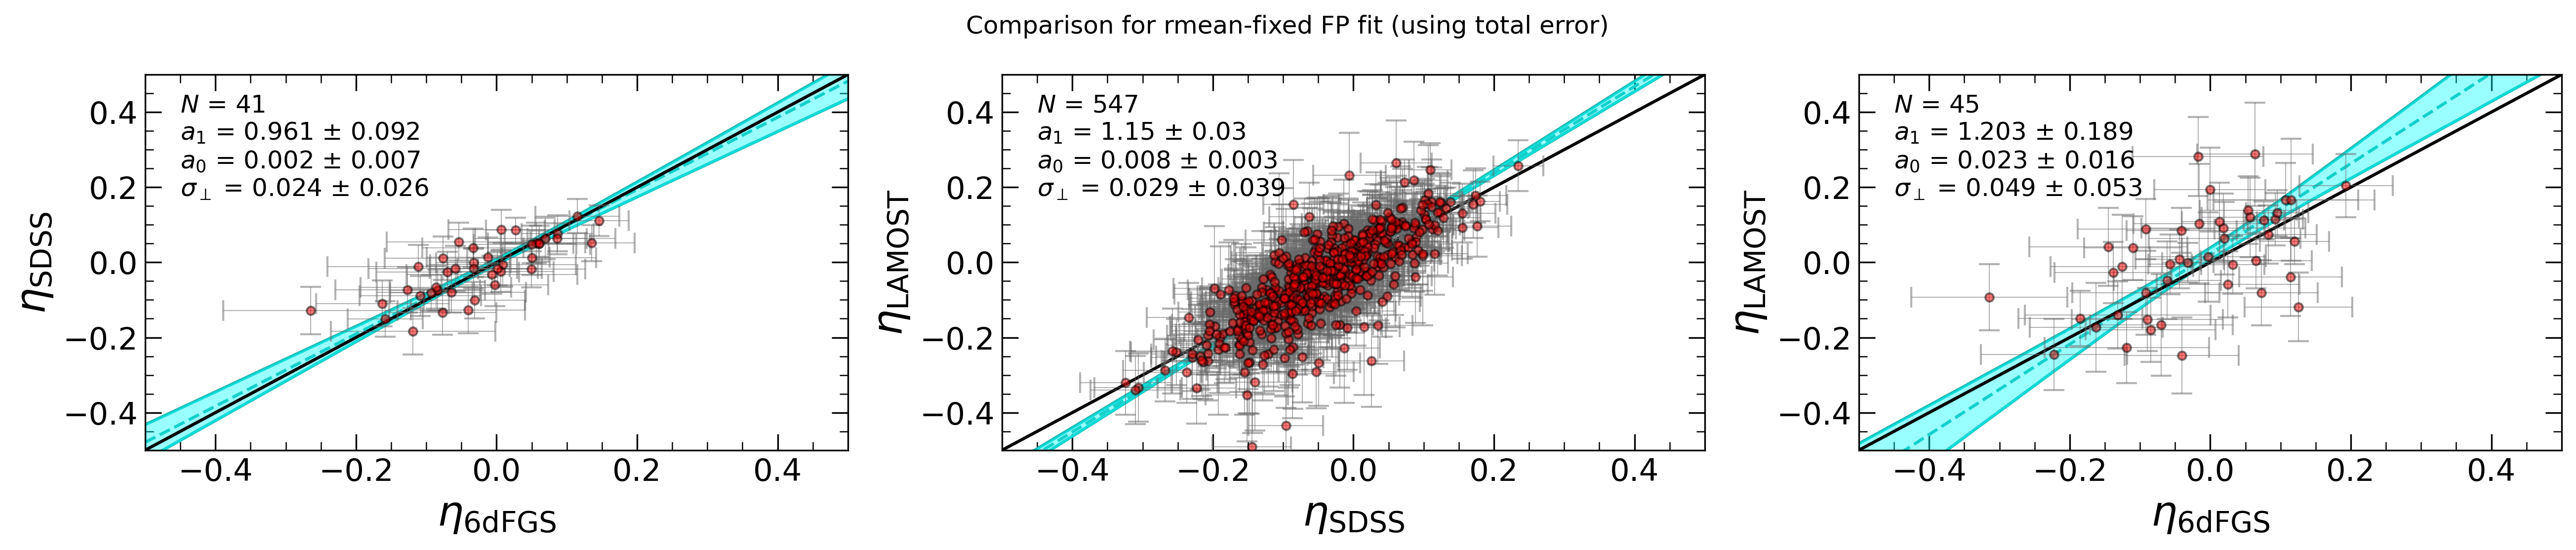 Comparison for rmean-fixed FP fit (using total error)
N = 41
a₁ = 0.961 ± 0.092
a₀ = 0.002 ± 0.007
σ⊥ = 0.024 ± 0.026
0.4
0.2
0.0
−0.2
−0.4
η_SDSS
−0.4 −0.2 0.0 0.2 0.4
η_6dFGS
N = 547
a₁ = 1.15 ± 0.03
a₀ = 0.008 ± 0.003
σ⊥ = 0.029 ± 0.039
0.4
0.2
0.0
−0.2
−0.4
η_LAMOST
−0.4 −0.2 0.0 0.2 0.4
η_SDSS
N = 45
a₁ = 1.203 ± 0.189
a₀ = 0.023 ± 0.016
σ⊥ = 0.049 ± 0.053
0.4
0.2
0.0
−0.2
−0.4
η_LAMOST
−0.4 −0.2 0.0 0.2 0.4
η_6dFGS